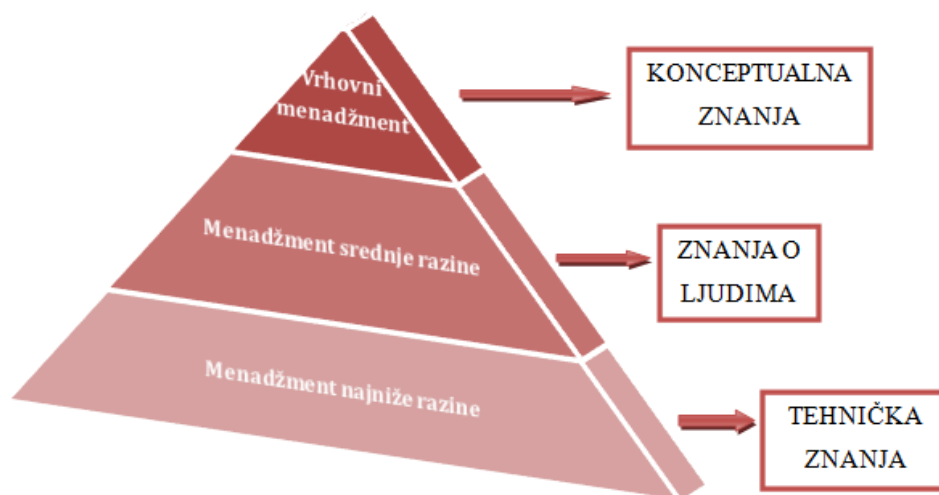 Vrhovni
menadžment
KONCEPTUALNA
ZNANJA
Menadžment srednje razine
ZNANJA O
LJUDIMA
Menadžment najniže razine
TEHNIČKA
ZNANJA